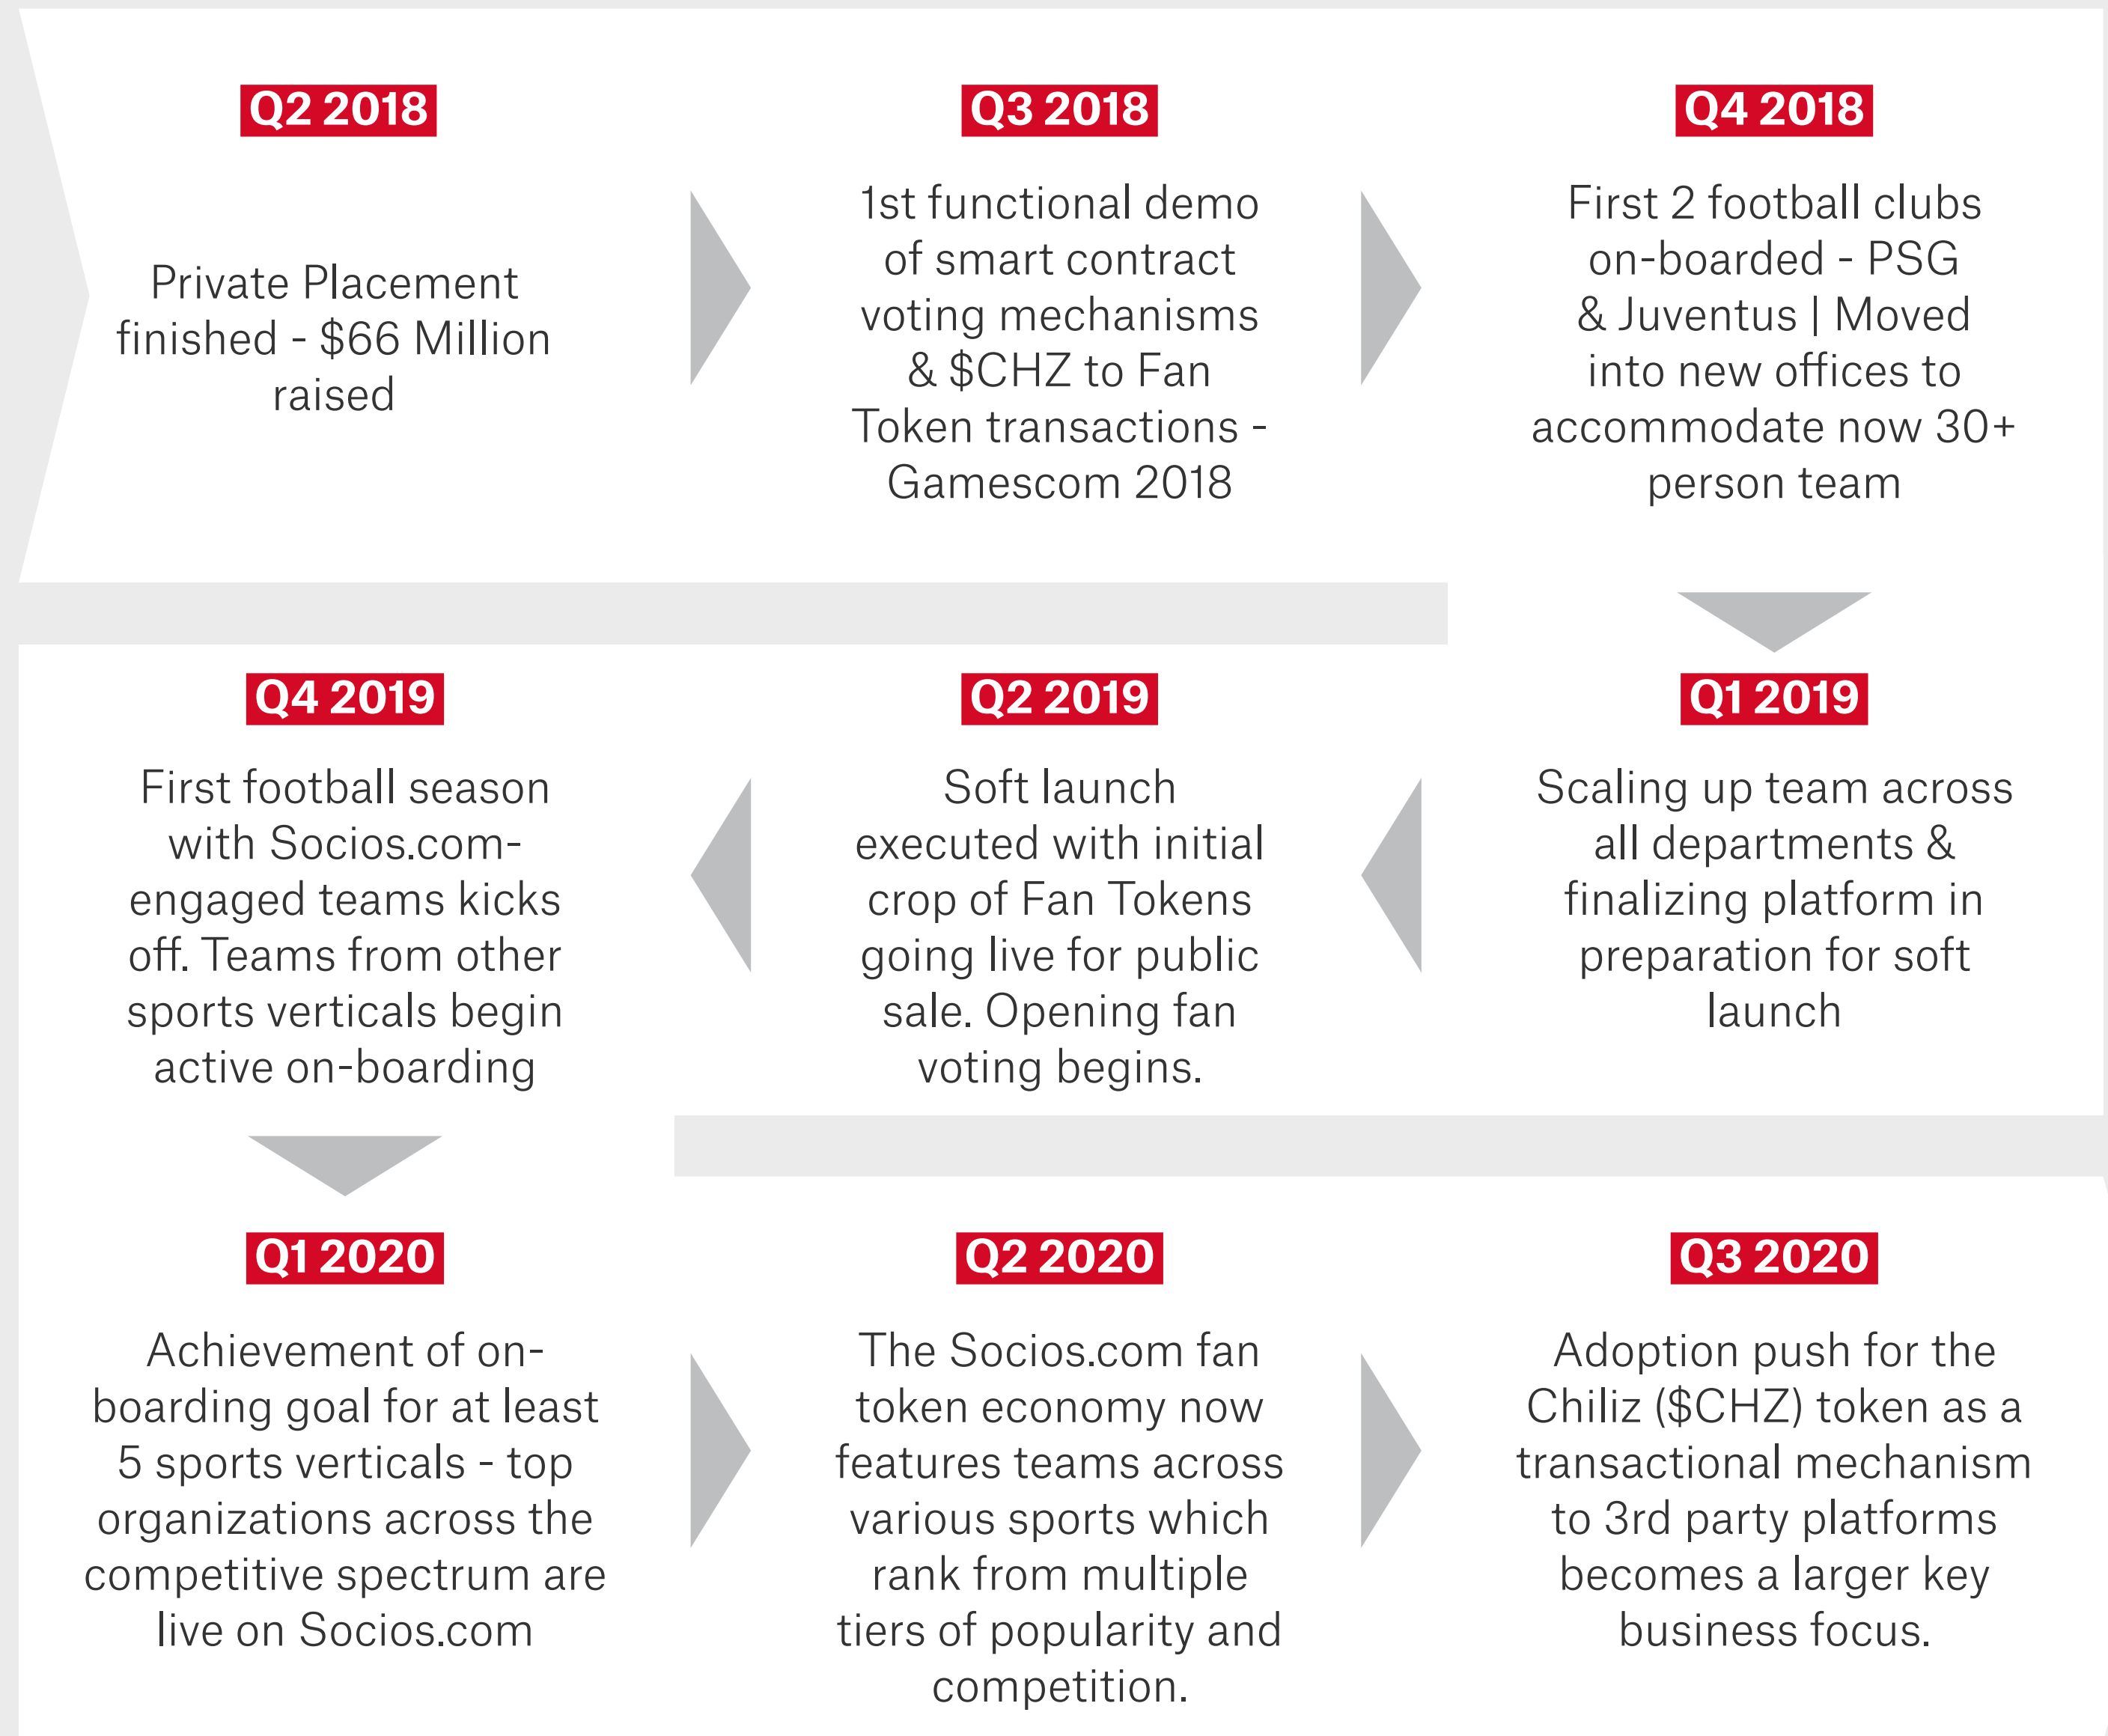 Q2 2018
Private Placement
finished - $66 Million
raised
Q3 2018
1st functional demo
of smart contract
voting mechanisms
& $CHZ to Fan
Token transactions -
Gamescom 2018
Q4 2018
First 2 football clubs
on-boarded - PSG
& Juventus | Moved
into new offices to
accommodate now 30+
person team
Q1 2019
Scaling up team across
all departments &
finalizing platform in
preparation for soft
launch
Q2 2019
Soft launch
executed with initial
crop of Fan Tokens
going live for public
sale. Opening fan
voting begins.
Q4 2019
First football season
with Socios.com-
engaged teams kicks
off. Teams from other
sports verticals begin
active on-boarding
Q1 2020
Achievement of on-
boarding goal for at least
5 sports verticals - top
organizations across the
competitive spectrum are
live on Socios.com
Q2 2020
The Socios.com fan
token economy now
features teams across
various sports which
rank from multiple
tiers of popularity and
competition.
Q3 2020
Adoption push for the
Chiliz ($CHZ) token as a
transactional mechanism
to 3rd party platforms
becomes a larger key
business focus.